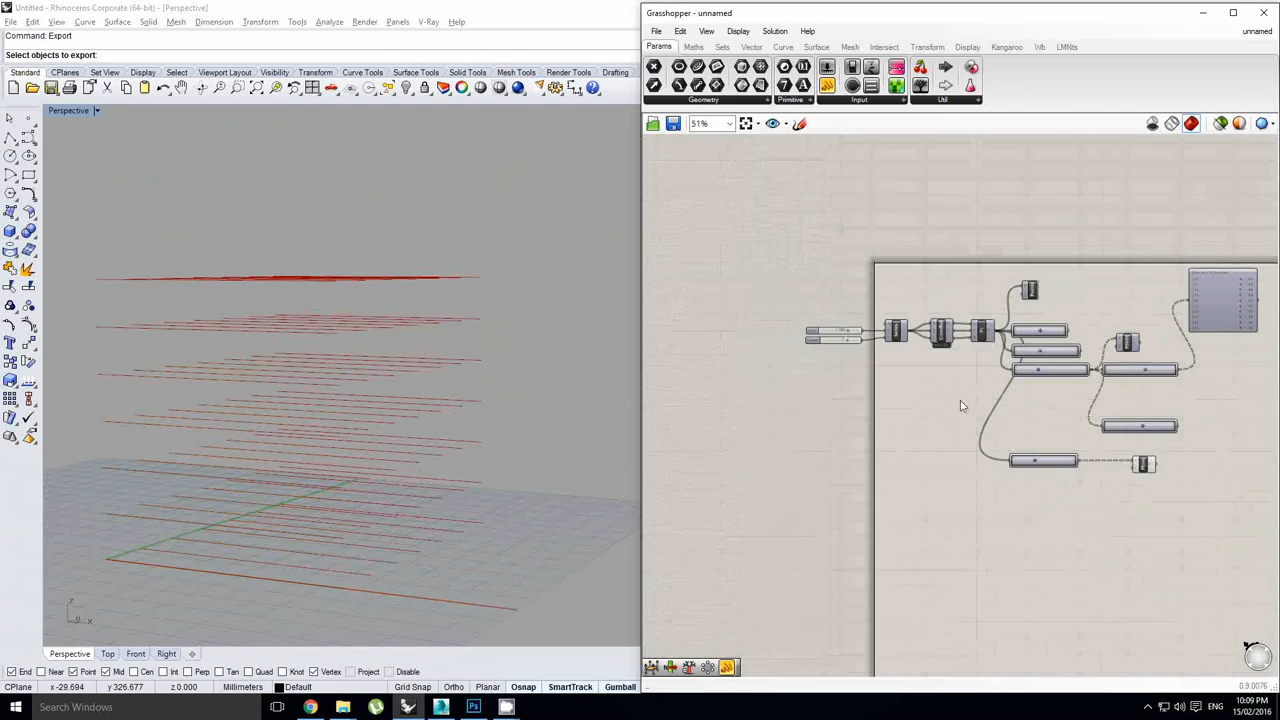 Untitled - Rhinoceros Corporate (64-bit) - [Perspective]
File Edit View Curve Surface Solid Mesh Dimension Transform Tools Analyze Render Panels V-Ray Help
Command: Export
Select objects to export:
Standard CPlanes Set View Display Select Viewport Layout Visibility Transform Curve Tools Surface Tools Solid Tools Mesh Tools Render Tools Drafting
Perspective
z
y x
Perspective Top Front Right
End Near Point Mid Cen Int Perp Tan Quad Knot Vertex Project Disable
CPlane x -29.694 y 326.677 z 0.000 Millimeters Default Grid Snap Ortho Planar Osnap SmartTrack Gumball
Grasshopper - unnamed
File Edit View Display Solution Help unnamed
Params Maths Sets Vector Curve Surface Mesh Intersect Transform Display Kangaroo Wb LMNts
Geometry Primitive Input Util
51%
0.9.0076
Search Windows
ENG 10:09 PM
15/02/2016